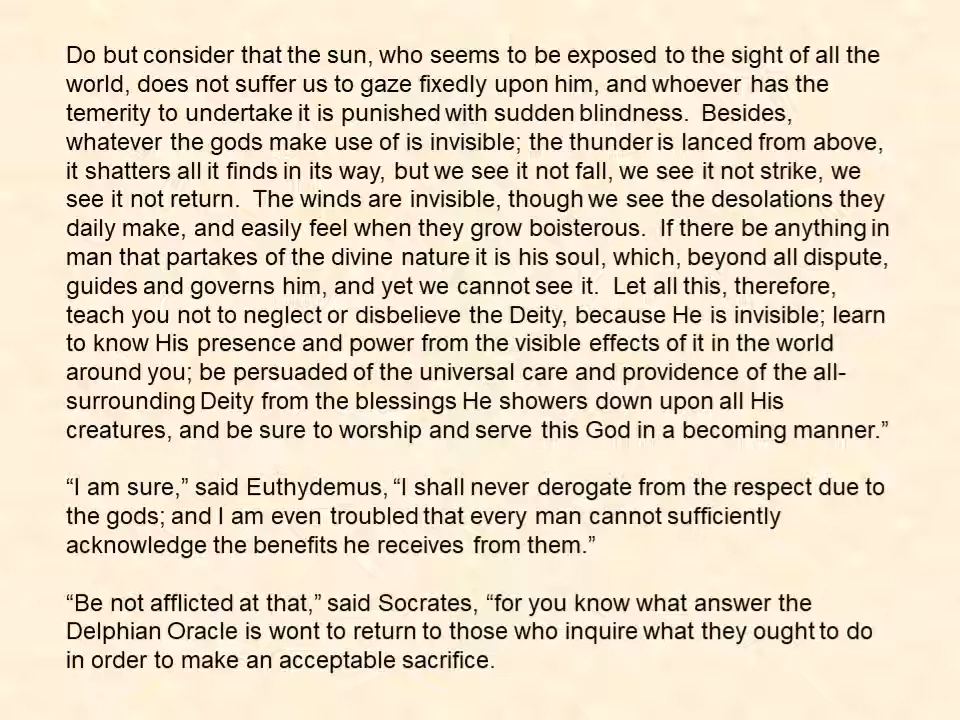 Do but consider that the sun, who seems to be exposed to the sight of all the
world, does not suffer us to gaze fixedly upon him, and whoever has the
temerity to undertake it is punished with sudden blindness.  Besides,
whatever the gods make use of is invisible; the thunder is lanced from above,
it shatters all it finds in its way, but we see it not fall, we see it not strike, we
see it not return.  The winds are invisible, though we see the desolations they
daily make, and easily feel when they grow boisterous.  If there be anything in
man that partakes of the divine nature it is his soul, which, beyond all dispute,
guides and governs him, and yet we cannot see it.  Let all this, therefore,
teach you not to neglect or disbelieve the Deity, because He is invisible; learn
to know His presence and power from the visible effects of it in the world
around you; be persuaded of the universal care and providence of the all-
surrounding Deity from the blessings He showers down upon all His
creatures, and be sure to worship and serve this God in a becoming manner.”
“I am sure,” said Euthydemus, “I shall never derogate from the respect due to
the gods; and I am even troubled that every man cannot sufficiently
acknowledge the benefits he receives from them.”
“Be not afflicted at that,” said Socrates, “for you know what answer the
Delphian Oracle is wont to return to those who inquire what they ought to do
in order to make an acceptable sacrifice.